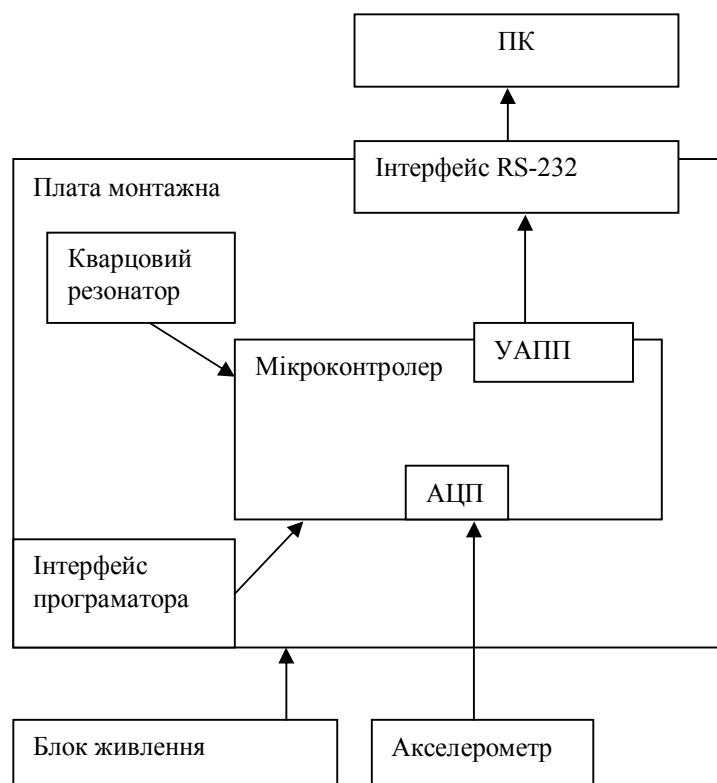 ПК
Інтерфейс RS-232
Плата монтажна
Кварцовий
резонатор
УАПП
Мікроконтролер
АЦП
Інтерфейс
програматора
Блок живлення
Акселерометр